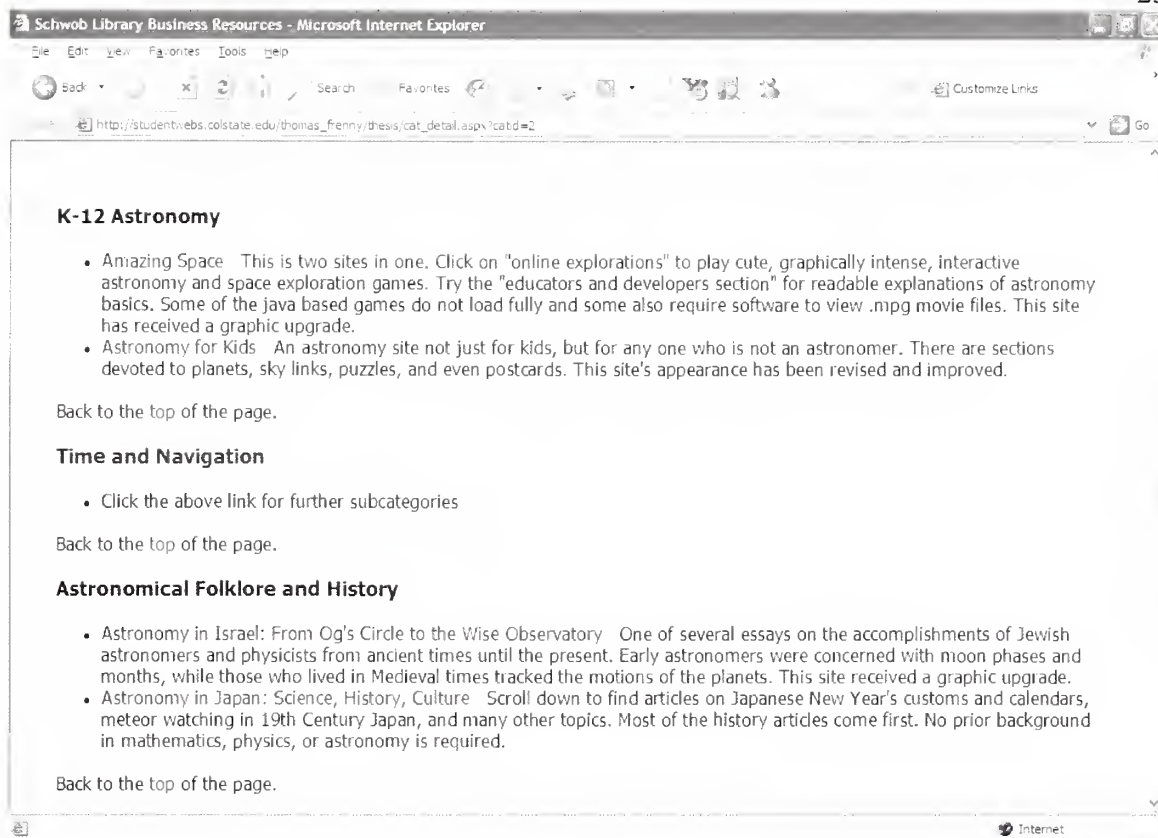 Schwob Library Business Resources - Microsoft Internet Explorer
File Edit View Favorites Tools Help
Back Search Favorites Customize Links
http://studentwebs.colstate.edu/thomas_frenny/thesis/cat_detail.aspx?catid=2 Go
K-12 Astronomy
• Amazing Space This is two sites in one. Click on "online explorations" to play cute, graphically intense, interactive
astronomy and space exploration games. Try the "educators and developers section" for readable explanations of astronomy
basics. Some of the java based games do not load fully and some also require software to view .mpg movie files. This site
has received a graphic upgrade.
• Astronomy for Kids An astronomy site not just for kids, but for any one who is not an astronomer. There are sections
devoted to planets, sky links, puzzles, and even postcards. This site's appearance has been revised and improved.
Back to the top of the page.
Time and Navigation
• Click the above link for further subcategories
Back to the top of the page.
Astronomical Folklore and History
• Astronomy in Israel: From Og's Circle to the Wise Observatory One of several essays on the accomplishments of Jewish
astronomers and physicists from ancient times until the present. Early astronomers were concerned with moon phases and
months, while those who lived in Medieval times tracked the motions of the planets. This site received a graphic upgrade.
• Astronomy in Japan: Science, History, Culture Scroll down to find articles on Japanese New Year's customs and calendars,
meteor watching in 19th Century Japan, and many other topics. Most of the history articles come first. No prior background
in mathematics, physics, or astronomy is required.
Back to the top of the page.
Internet